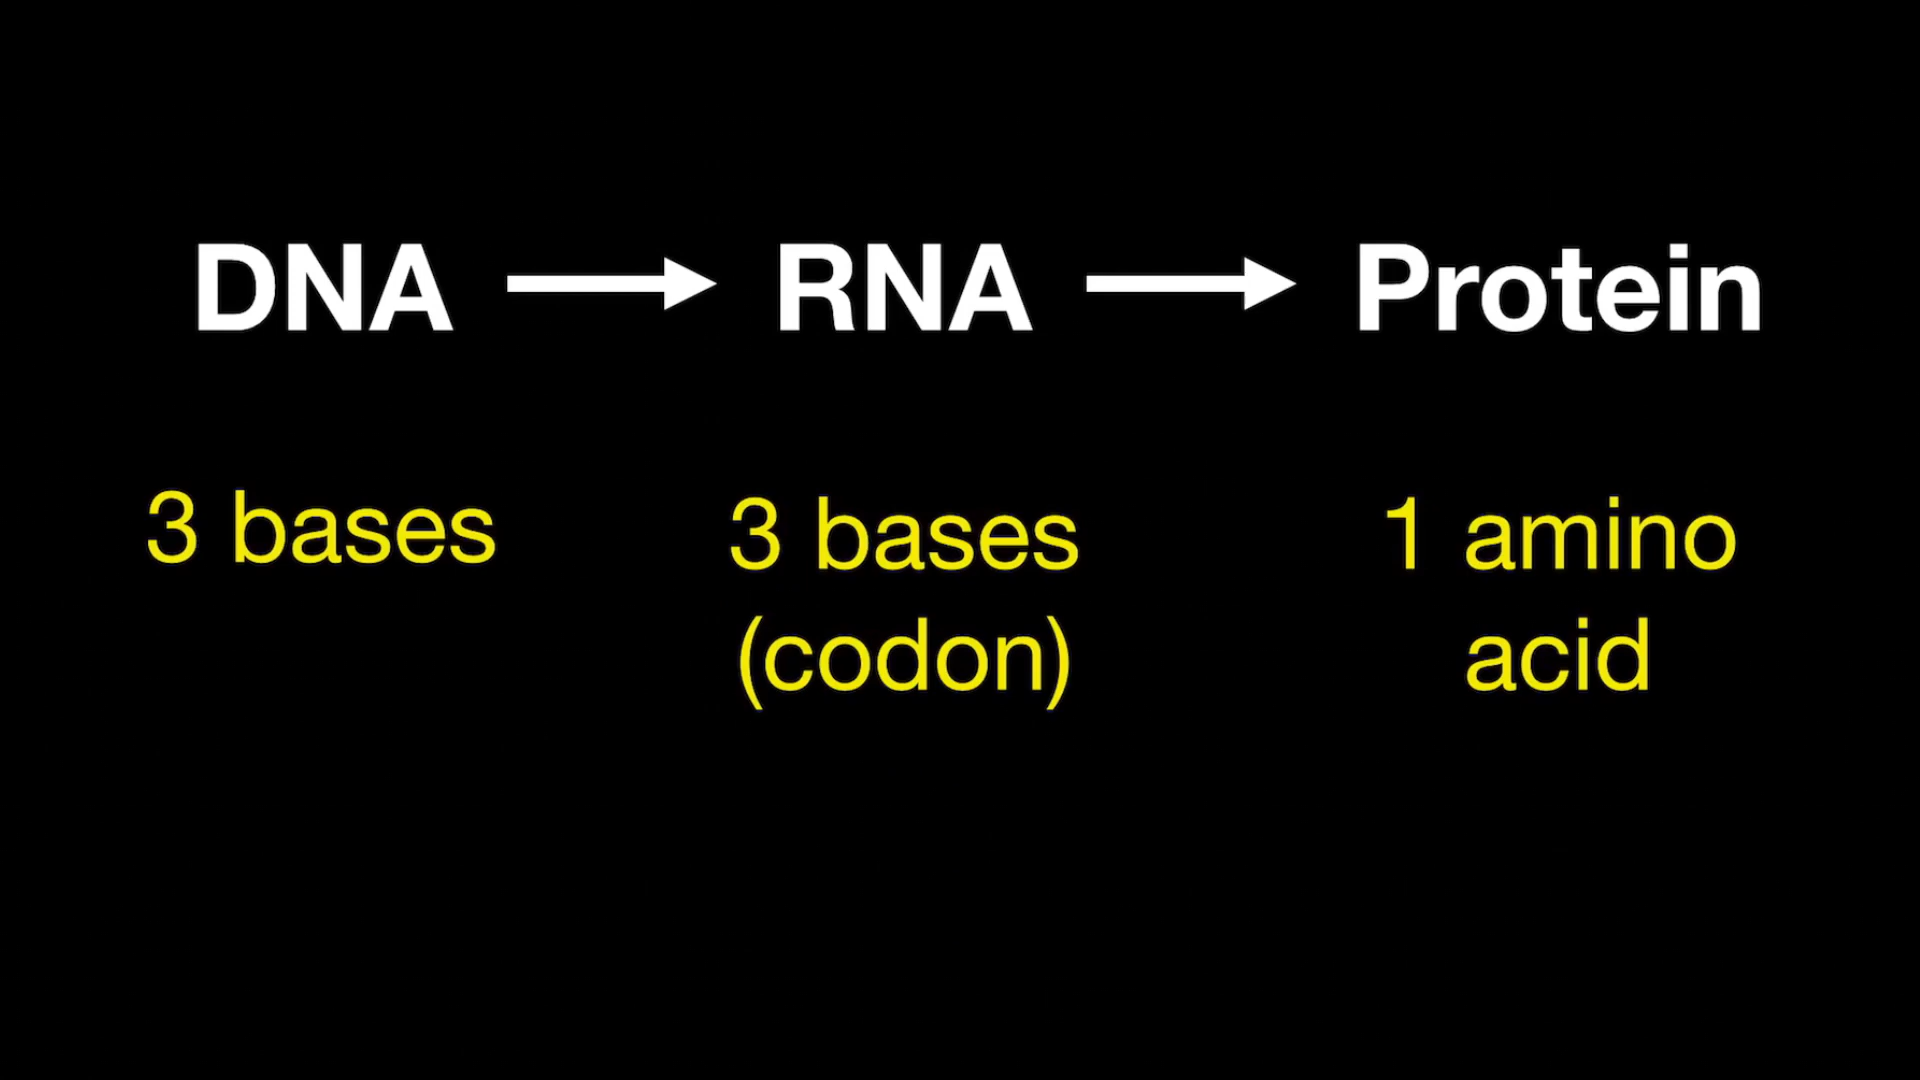 DNA → RNA → Protein
3 bases 3 bases 1 amino
(codon) acid